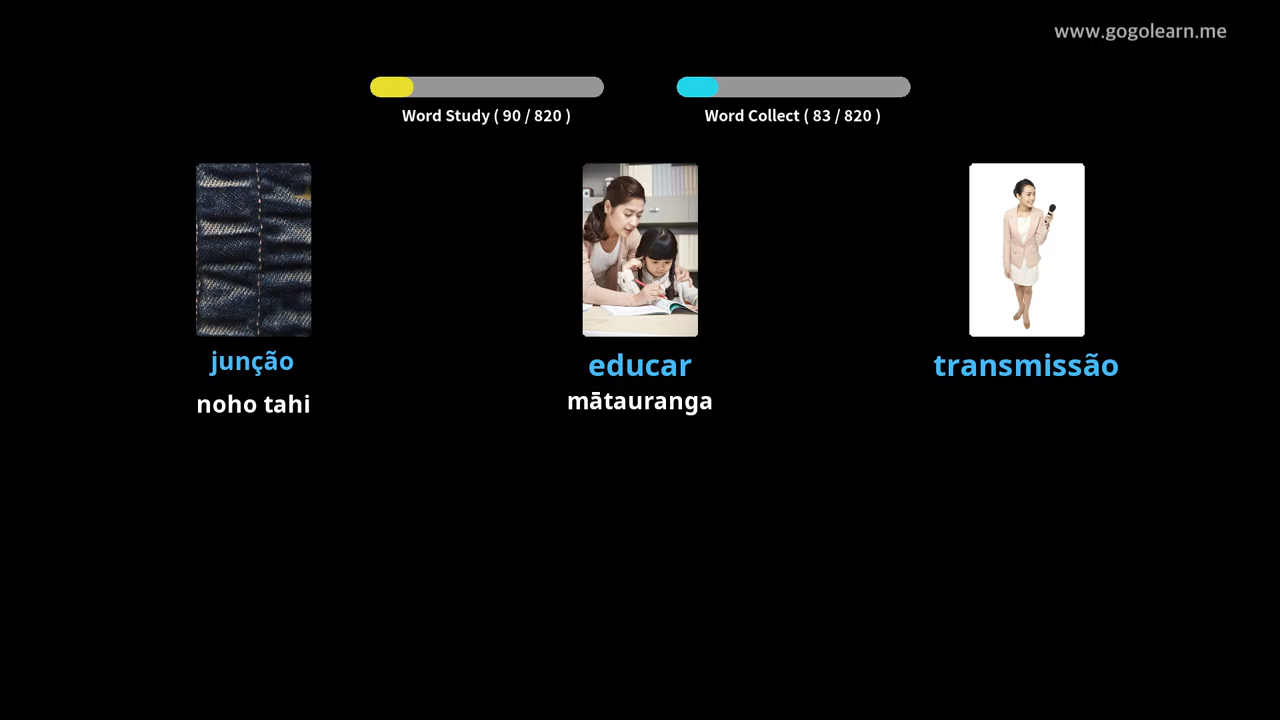 www.gogolearn.me
Word Study ( 90 / 820 )
Word Collect ( 83 / 820 )
junção
noho tahi
educar
mātauranga
transmissão